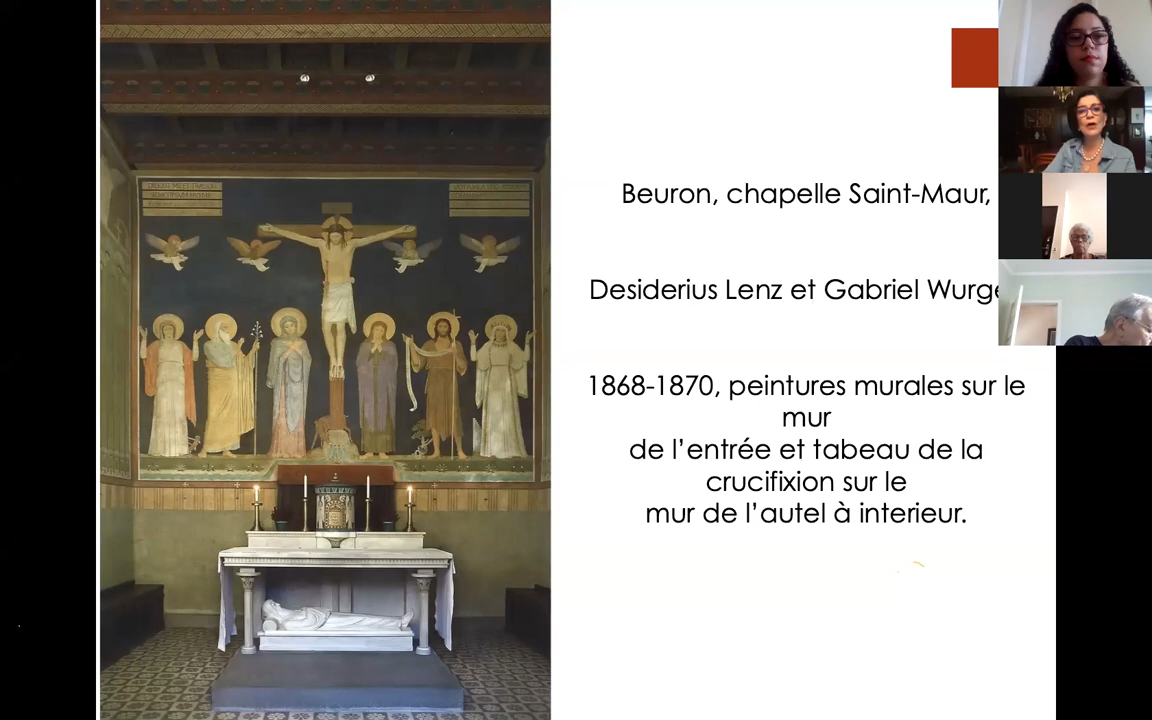 Beuron, chapelle Saint-Maur,
Desiderius Lenz et Gabriel Wurge
1868-1870, peintures murales sur le
mur
de l’entrée et tabeau de la
crucifixion sur le
mur de l’autel à interieur.